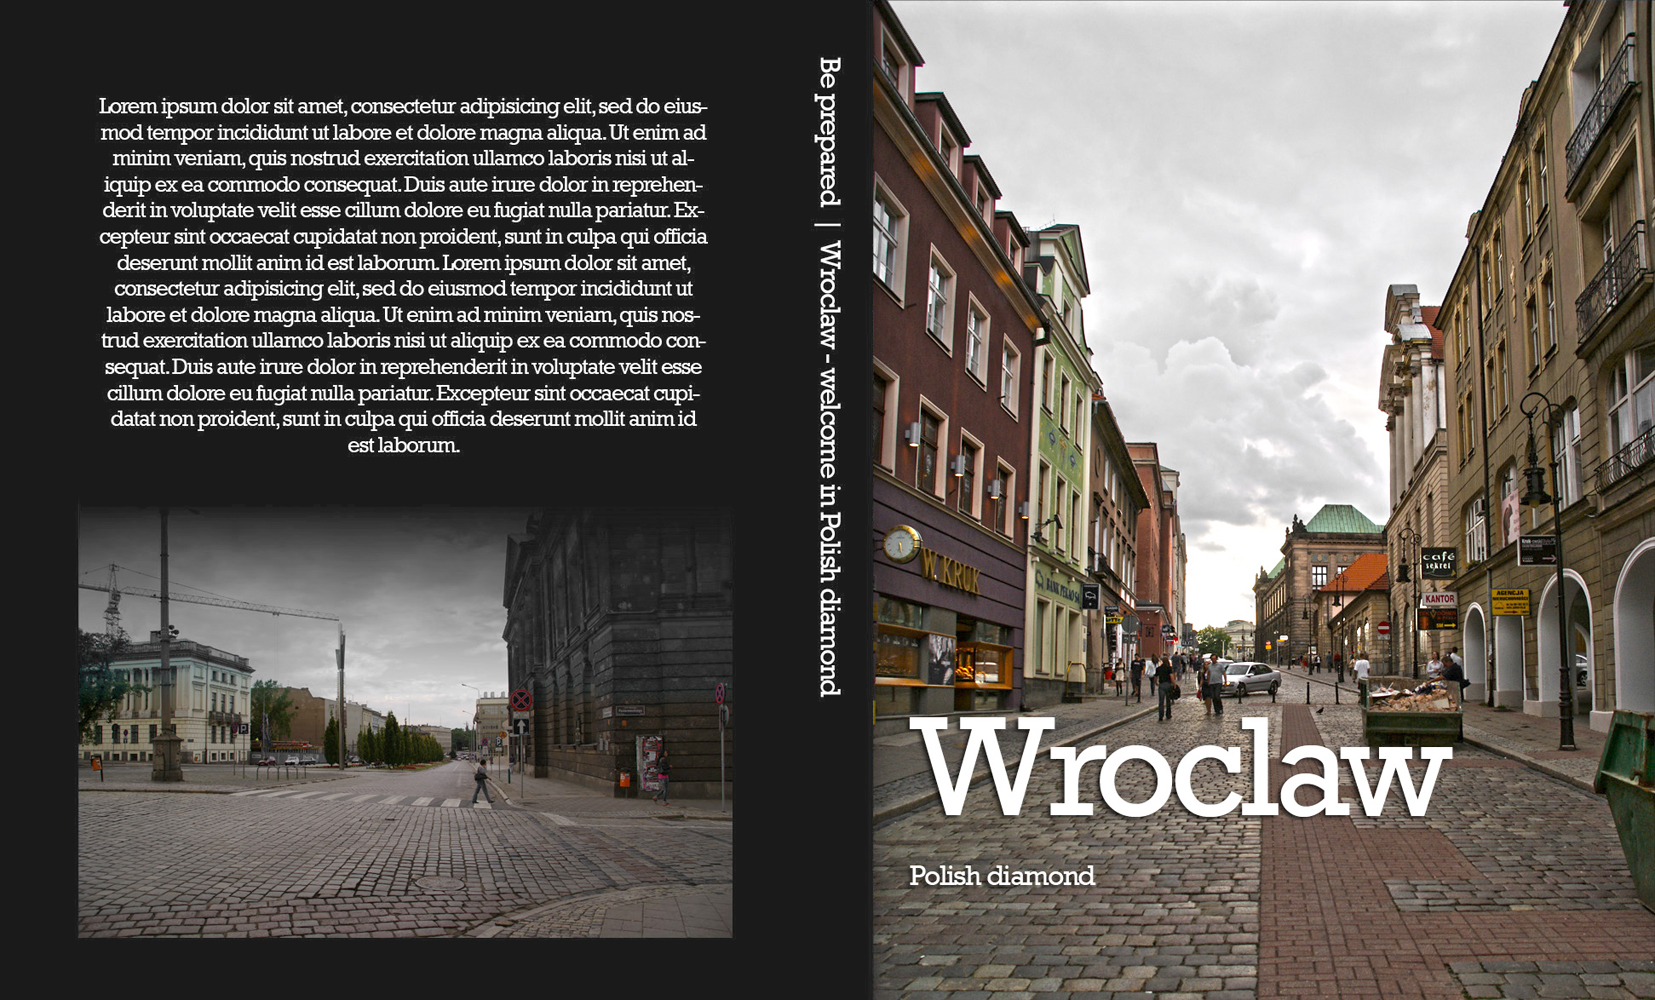 Lorem ipsum dolor sit amet, consectetur adipisicing elit, sed do eius-
mod tempor incididunt ut labore et dolore magna aliqua. Ut enim ad
minim veniam, quis nostrud exercitation ullamco laboris nisi ut al-
iquip ex ea commodo consequat. Duis aute irure dolor in reprehen-
derit in voluptate velit esse cillum dolore eu fugiat nulla pariatur. Ex-
cepteur sint occaecat cupidatat non proident, sunt in culpa qui officia
deserunt mollit anim id est laborum. Lorem ipsum dolor sit amet,
consectetur adipisicing elit, sed do eiusmod tempor incididunt ut
labore et dolore magna aliqua. Ut enim ad minim veniam, quis nos-
trud exercitation ullamco laboris nisi ut aliquip ex ea commodo con-
sequat. Duis aute irure dolor in reprehenderit in voluptate velit esse
cillum dolore eu fugiat nulla pariatur. Excepteur sint occaecat cupi-
datat non proident, sunt in culpa qui officia deserunt mollit anim id
est laborum.
Be prepared | Wroclaw - welcome in Polish diamond
W. KRUK
café
KANTOR
AGENCJA
Wroclaw
Polish diamond